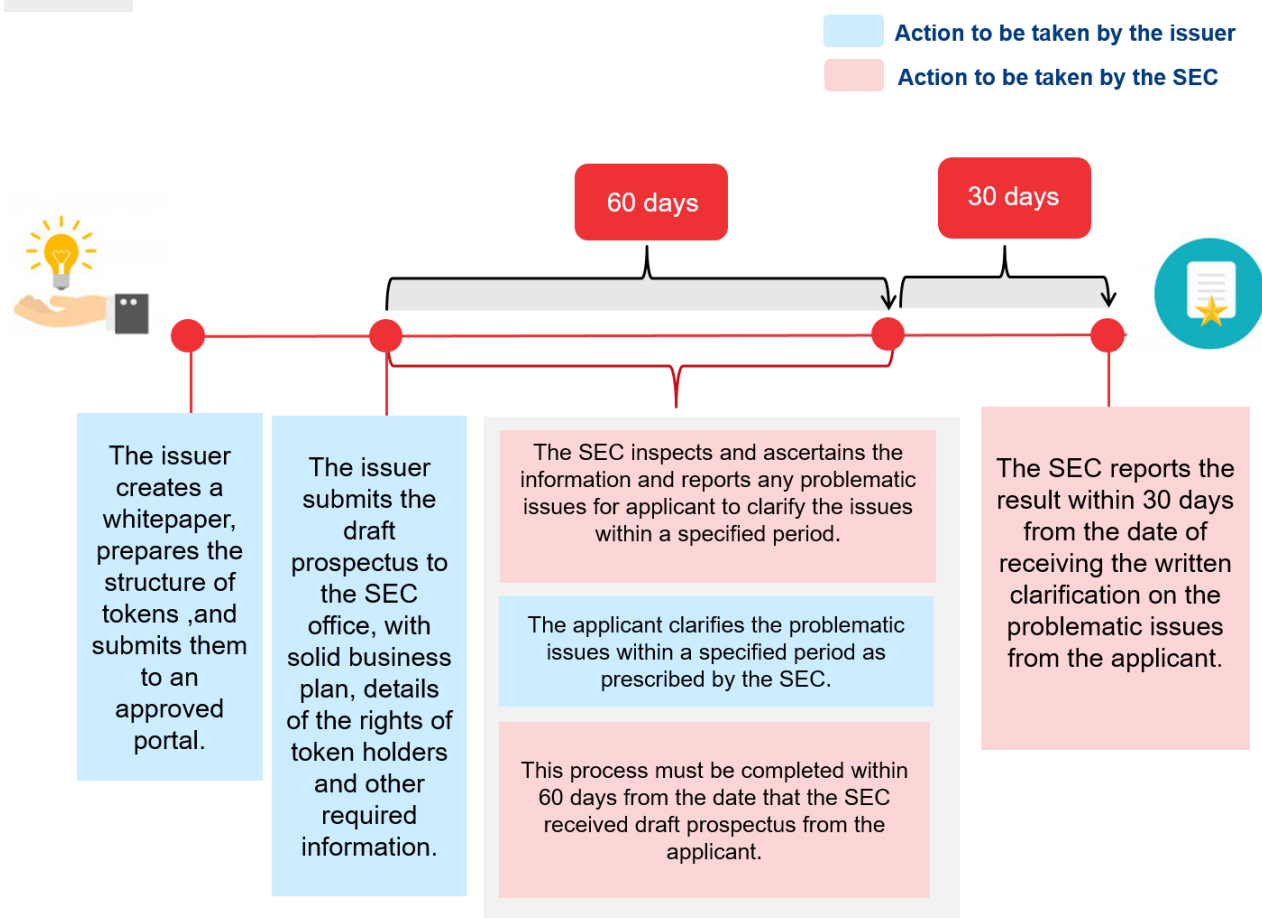 Action to be taken by the issuer
Action to be taken by the SEC
60 days
30 days
The issuer
creates a
whitepaper,
prepares the
structure of
tokens ,and
submits them
to an
approved
portal.
The issuer
submits the
draft
prospectus to
the SEC
office, with
solid business
plan, details
of the rights of
token holders
and other
required
information.
The SEC inspects and ascertains the
information and reports any problematic
issues for applicant to clarify the issues
within a specified period.
The applicant clarifies the problematic
issues within a specified period as
prescribed by the SEC.
This process must be completed within
60 days from the date that the SEC
received draft prospectus from the
applicant.
The SEC reports the
result within 30 days
from the date of
receiving the written
clarification on the
problematic issues
from the applicant.